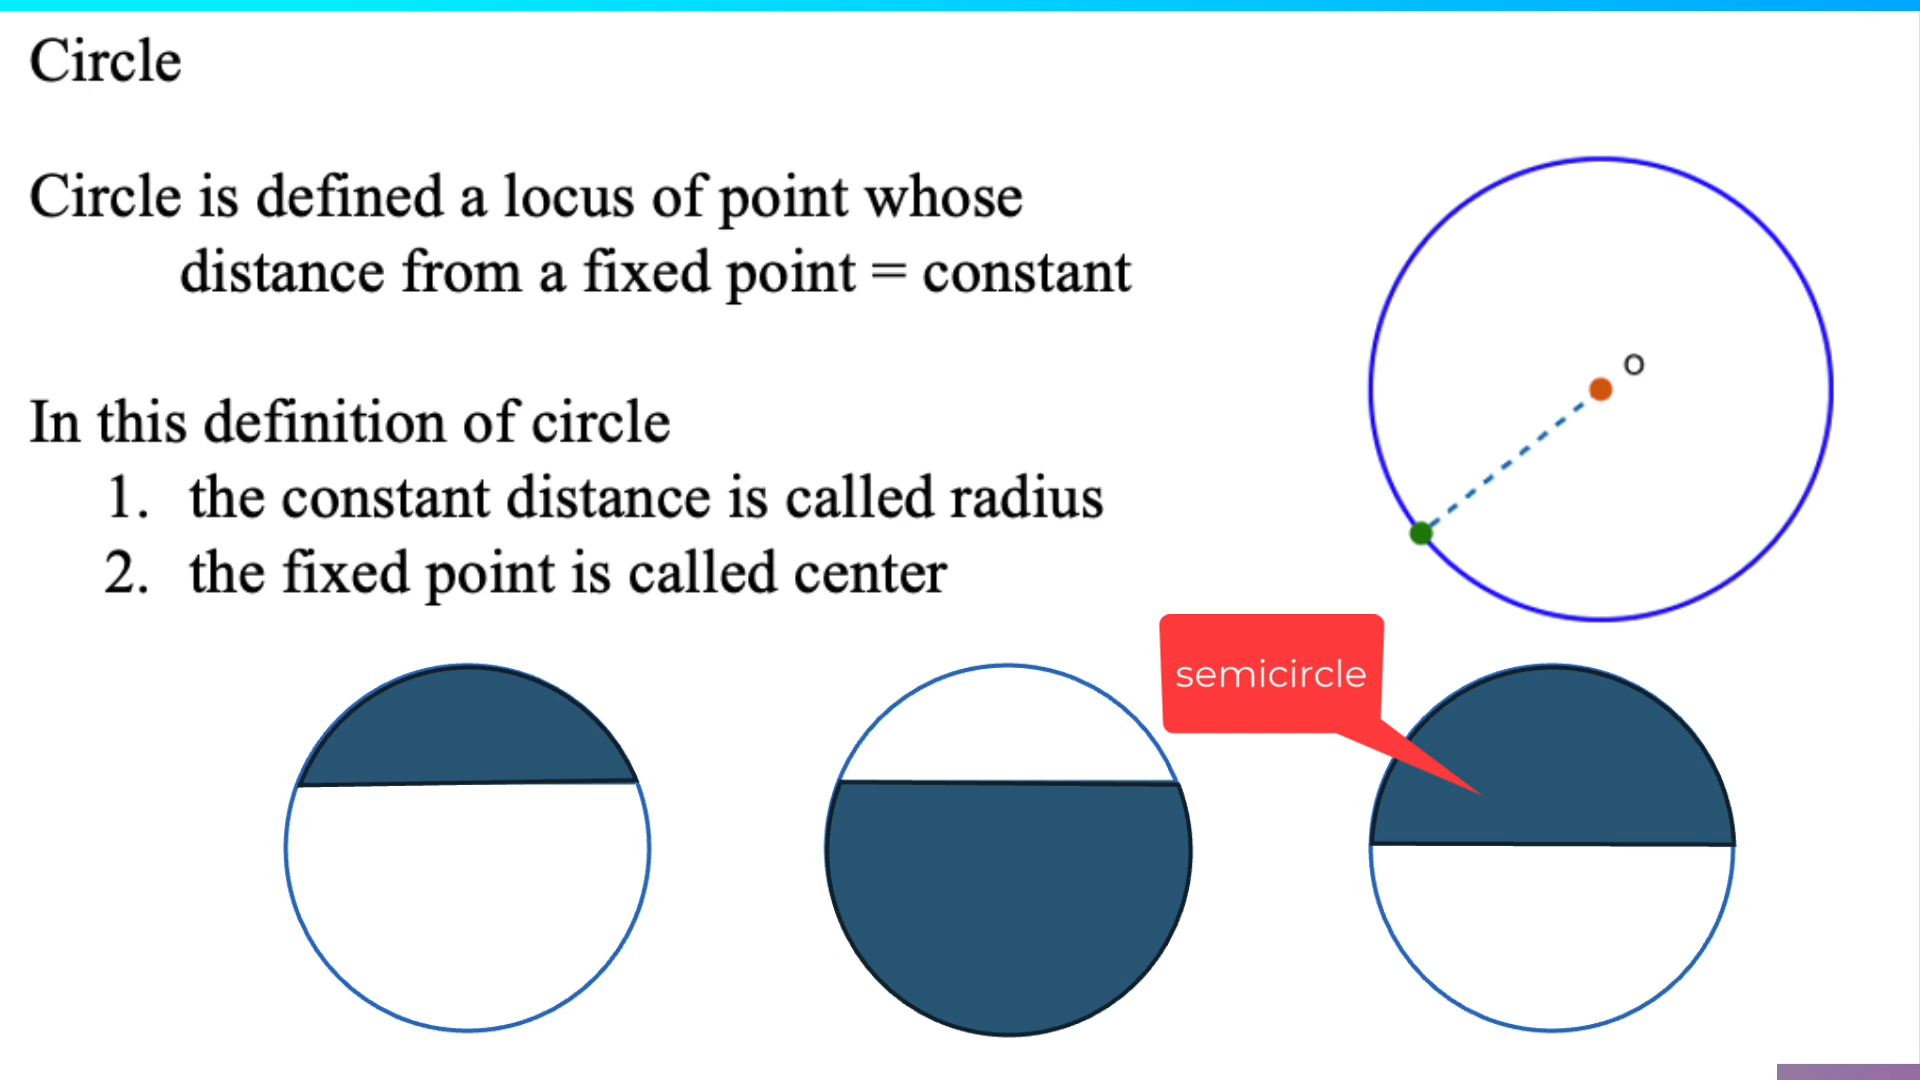 Circle
Circle is defined a locus of point whose
distance from a fixed point = constant
In this definition of circle
1. the constant distance is called radius
2. the fixed point is called center
O
semicircle